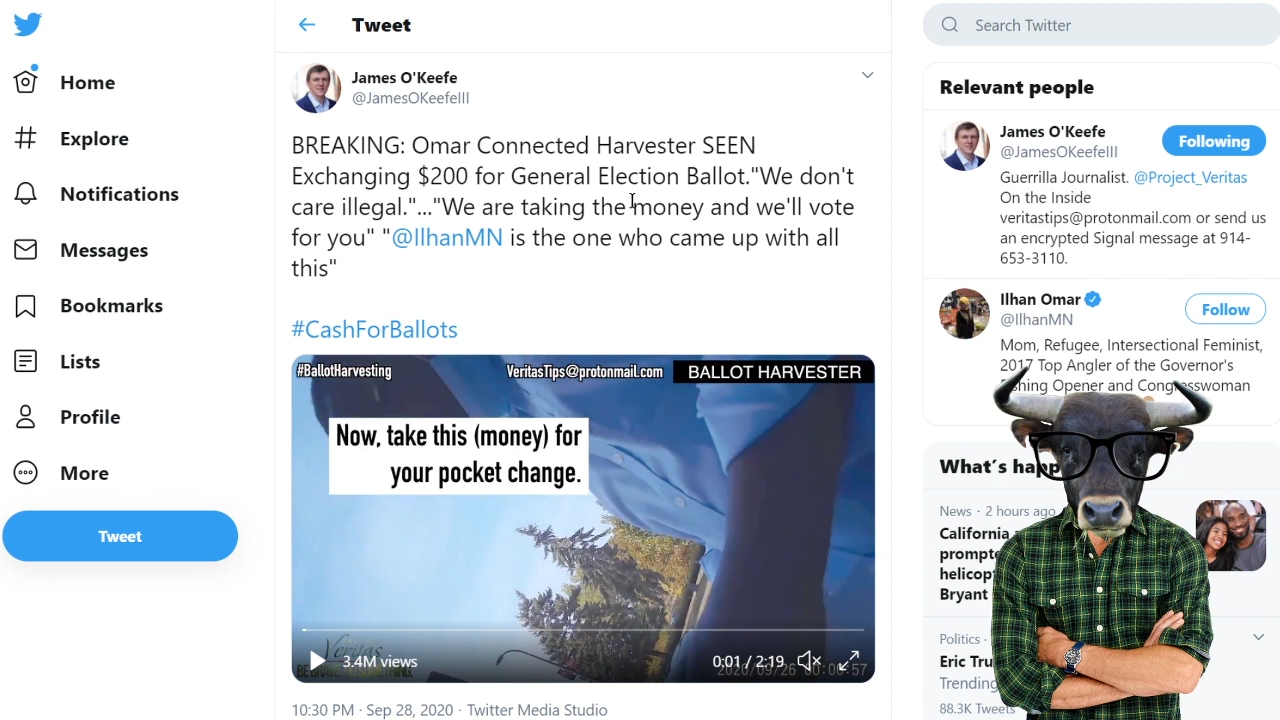 Tweet
Search Twitter
Home
Explore
Notifications
Messages
Bookmarks
Lists
Profile
More
Tweet
James O'Keefe
@JamesOKeefeIII
BREAKING: Omar Connected Harvester SEEN
Exchanging $200 for General Election Ballot."We don't
care illegal."..."We are taking the money and we'll vote
for you" "@IlhanMN is the one who came up with all
this"
#CashForBallots
#BallotHarvesting
VeritasTips@protonmail.com
BALLOT HARVESTER
Now, take this (money) for
your pocket change.
Veritas
3.4M views
0:01 / 2:19
10:30 PM · Sep 28, 2020 · Twitter Media Studio
Relevant people
James O'Keefe
@JamesOKeefeIII
Following
Guerrilla Journalist. @Project_Veritas
On the Inside
veritastips@protonmail.com or send us
an encrypted Signal message at 914-
653-3110.
Ilhan Omar
@IlhanMN
Follow
Mom, Refugee, Intersectional Feminist,
2017 Top Angler of the Governor's
Opener and
What's
News · 2 hours ago
California
Bryant
Politics ·
Eric
Trending
88.3K Tweets